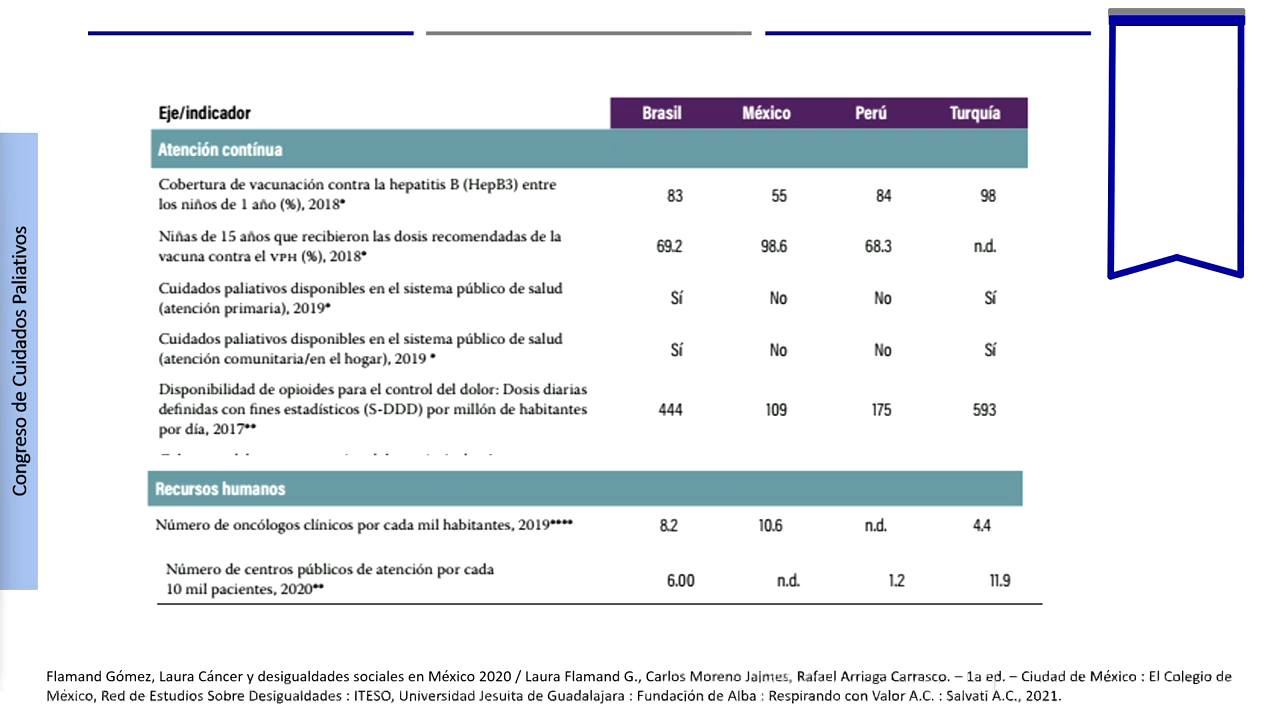 Eje/indicador Brasil México Perú Turquía
Atención contínua
Cobertura de vacunación contra la hepatitis B (HepB3) entre
los niños de 1 año (%), 2018* 83 55 84 98
Niñas de 15 años que recibieron las dosis recomendadas de la
vacuna contra el VPH (%), 2018* 69.2 98.6 68.3 n.d.
Cuidados paliativos disponibles en el sistema público de salud
(atención primaria), 2019* Sí No No Sí
Cuidados paliativos disponibles en el sistema público de salud
(atención comunitaria/en el hogar), 2019 * Sí No No Sí
Disponibilidad de opioides para el control del dolor: Dosis diarias
definidas con fines estadísticos (S-DDD) por millón de habitantes 444 109 175 593
por día, 2017**
Recursos humanos
Número de oncólogos clínicos por cada mil habitantes, 2019**** 8.2 10.6 n.d. 4.4
Número de centros públicos de atención por cada
10 mil pacientes, 2020** 6.00 n.d. 1.2 11.9
Congreso de Cuidados Paliativos
Flamand Gómez, Laura Cáncer y desigualdades sociales en México 2020 / Laura Flamand G., Carlos Moreno Jaimes, Rafael Arriaga Carrasco. – 1a ed. – Ciudad de México : El Colegio de
México, Red de Estudios Sobre Desigualdades : ITESO, Universidad Jesuita de Guadalajara : Fundación de Alba : Respirando con Valor A.C. : Salvati A.C., 2021.